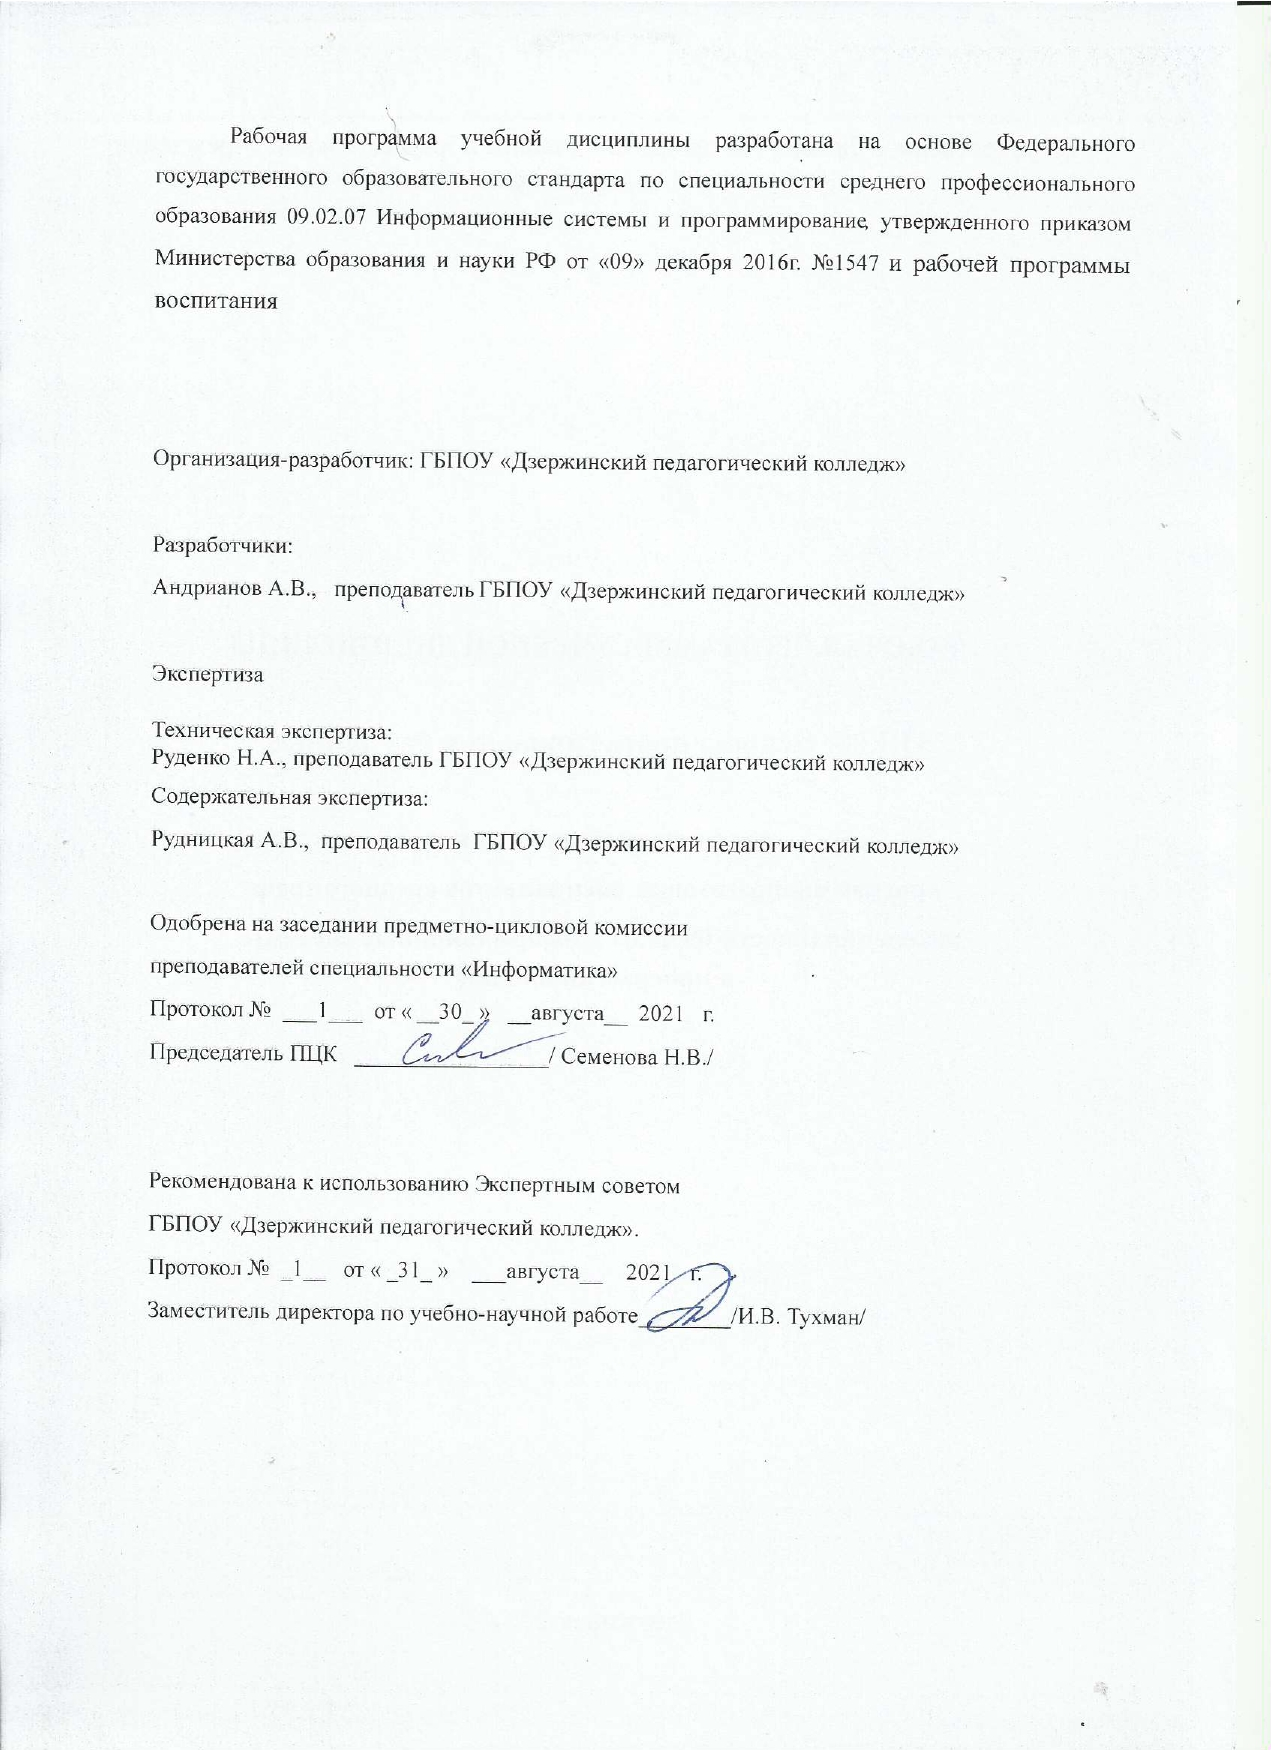 Рабочая программа учебной дисциплины разработана на основе Федерального
государственного образовательного стандарта по специальности среднего профессионального
образования 09.02.07 Информационные системы и программирование, утвержденного приказом
Министерства образования и науки РФ от «09» декабря 2016г. №1547 и рабочей программы
воспитания
Организация-разработчик: ГБПОУ «Дзержинский педагогический колледж»
Разработчики:
Андрианов А.В., преподаватель ГБПОУ «Дзержинский педагогический колледж»
Экспертиза
Техническая экспертиза:
Руденко Н.А., преподаватель ГБПОУ «Дзержинский педагогический колледж»
Содержательная экспертиза:
Рудницкая А.В., преподаватель ГБПОУ «Дзержинский педагогический колледж»
Одобрена на заседании предметно-цикловой комиссии
преподавателей специальности «Информатика»
Протокол № ___1___ от « __30_ » __августа__ 2021 г.
Председатель ПЦК ________________/ Семенова Н.В./
Рекомендована к использованию Экспертным советом
ГБПОУ «Дзержинский педагогический колледж».
Протокол № _1__ от « _31_ » ___августа__ 2021 г.
Заместитель директора по учебно-научной работе________/И.В. Тухман/